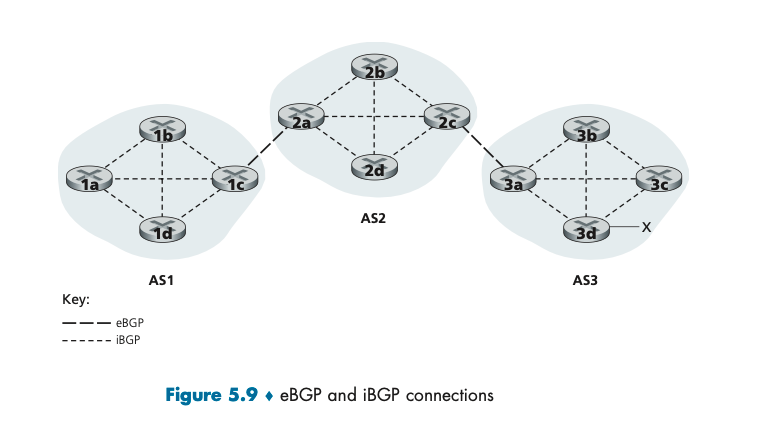 2b
2a
2c
2d
AS2
1b
1a
1c
1d
AS1
3b
3a
3c
3d
X
AS3
Key:
eBGP
iBGP
Figure 5.9 ♦ eBGP and iBGP connections